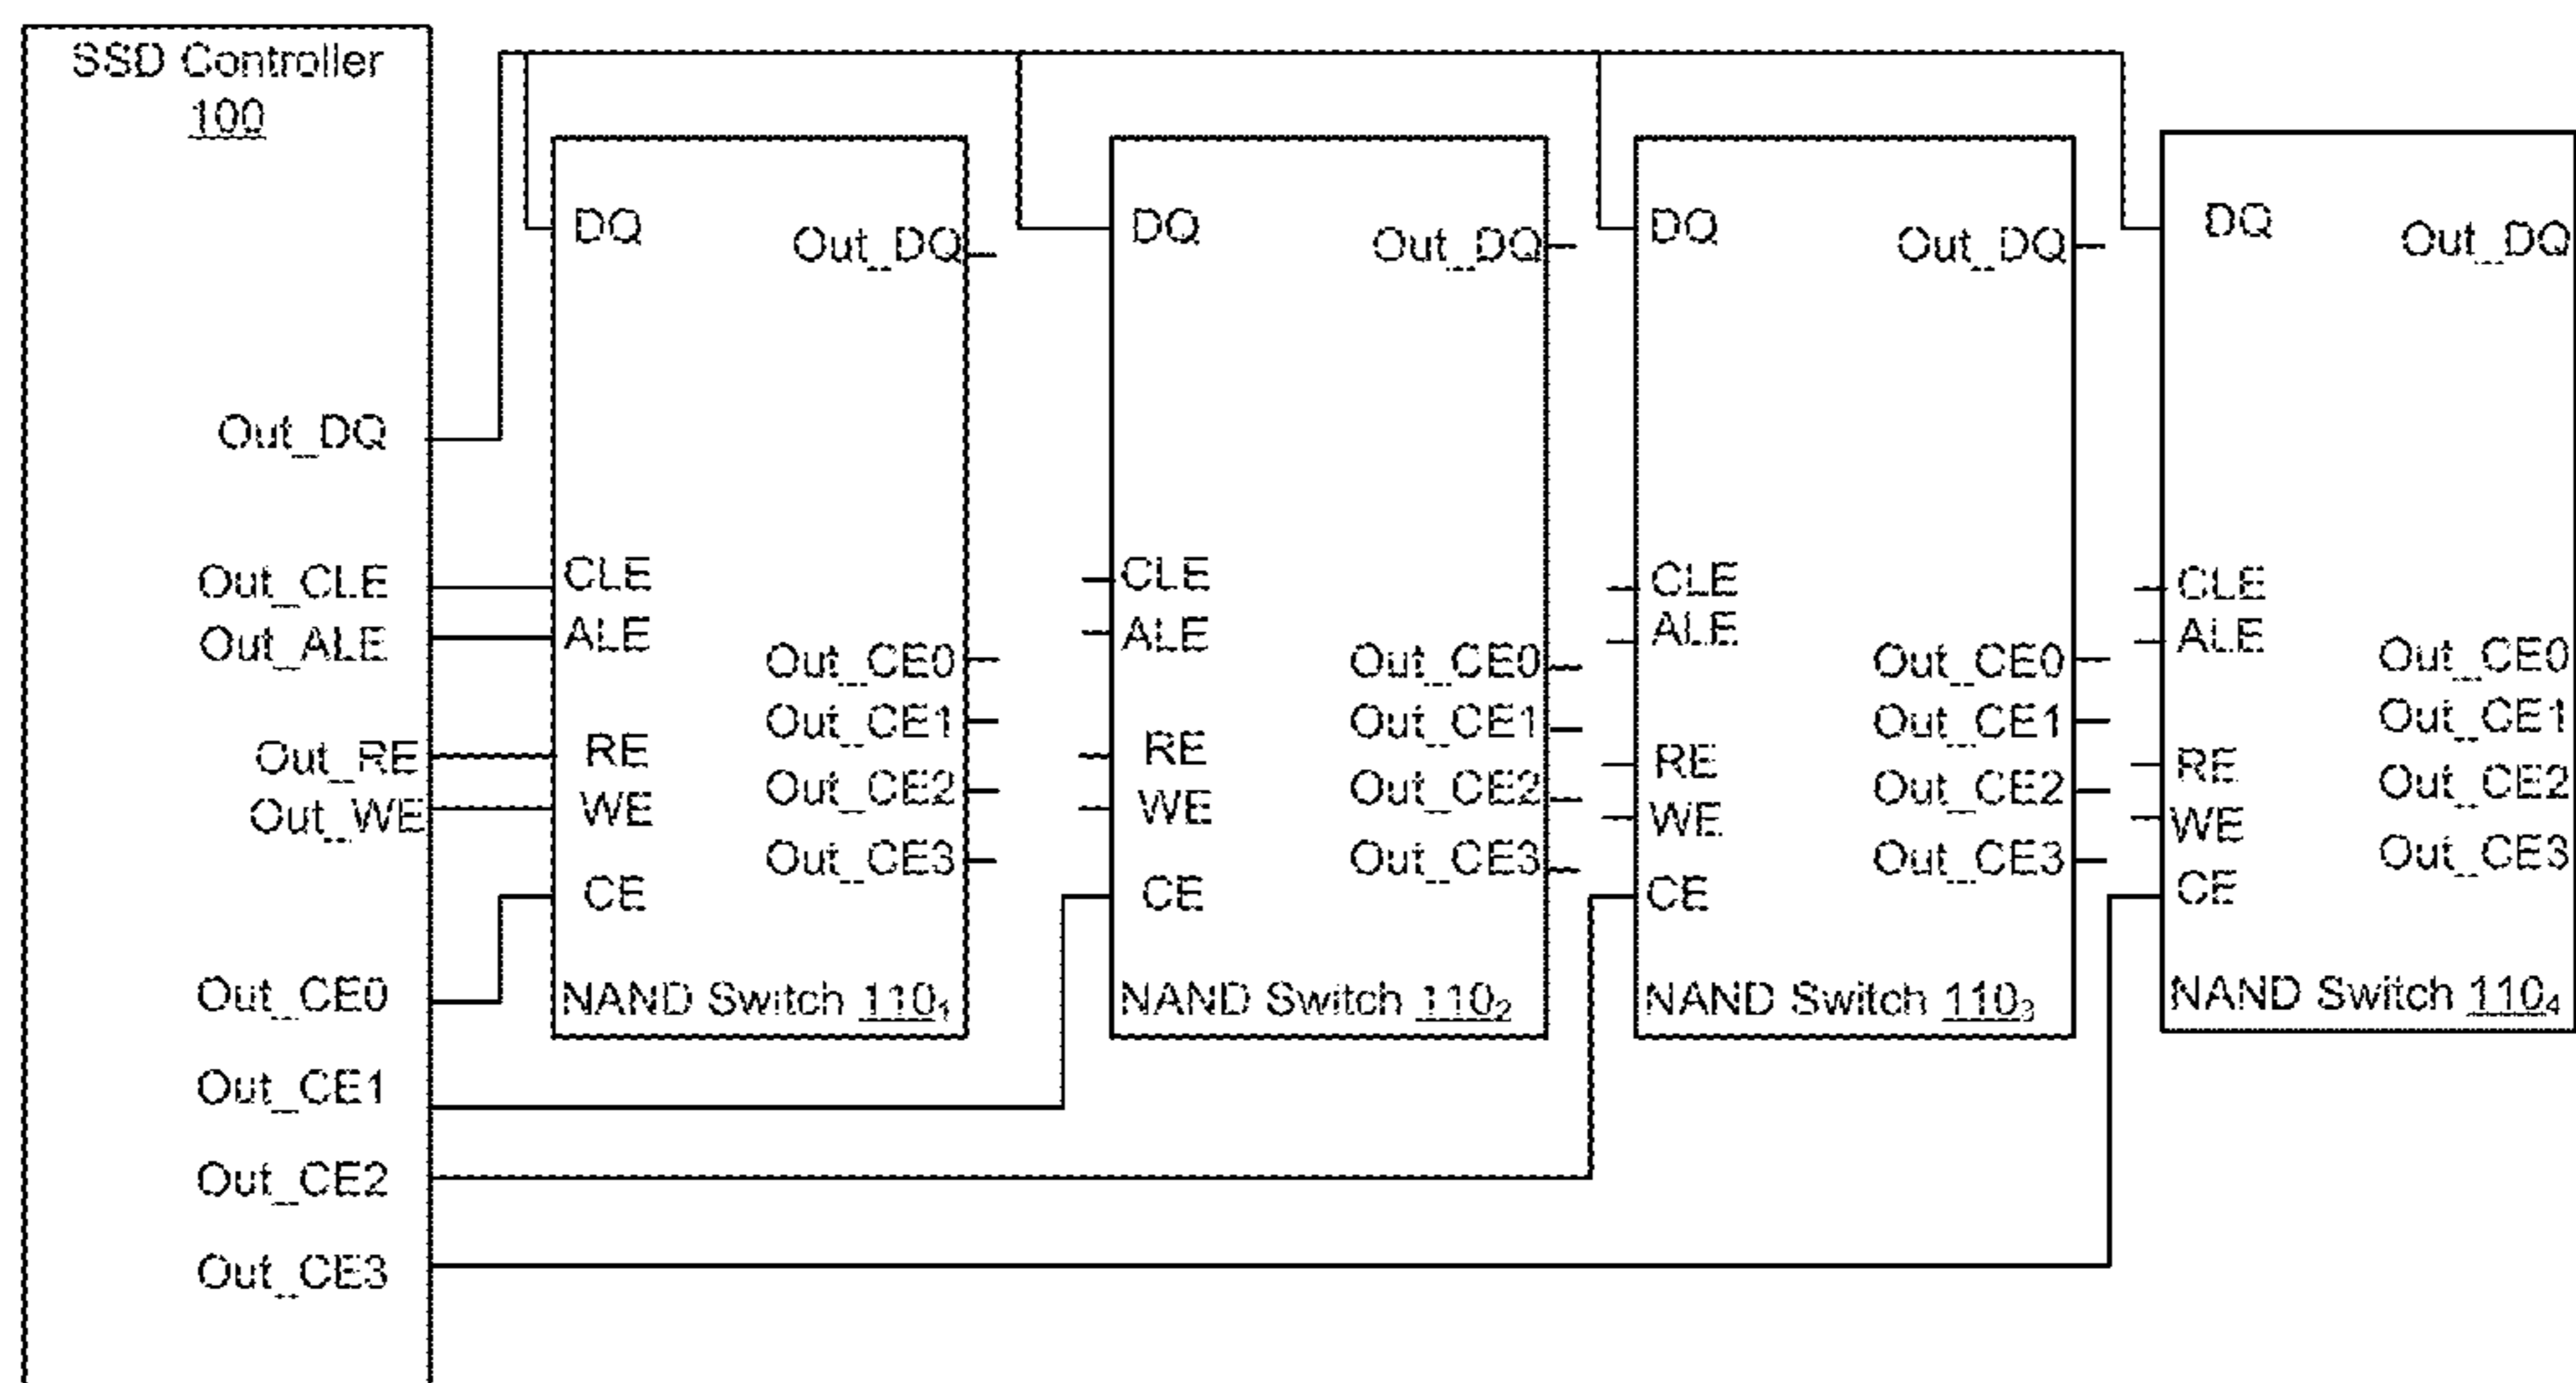 SSD Controller
100
Out_DQ
Out_CLE
Out_ALE
Out_RE
Out_WE
Out_CE0
Out_CE1
Out_CE2
Out_CE3
DQ
Out_DQ
CLE
ALE
Out_CE0
Out_CE1
RE
Out_CE2
WE
Out_CE3
CE
NAND Switch 110₁
DQ
Out_DQ
CLE
ALE
Out_CE0
Out_CE1
RE
Out_CE2
WE
Out_CE3
CE
NAND Switch 110₂
DQ
Out_DQ
CLE
ALE
Out_CE0
Out_CE1
RE
Out_CE2
WE
Out_CE3
CE
NAND Switch 110₃
DQ
Out_DQ
CLE
ALE
Out_CE0
Out_CE1
RE
Out_CE2
WE
Out_CE3
CE
NAND Switch 110₄